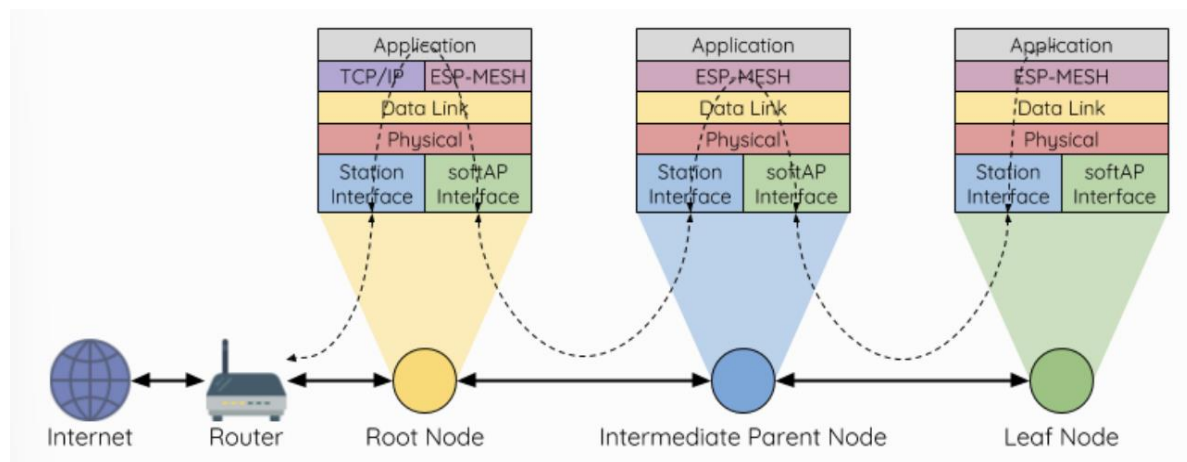 Application
TCP/IP ESP-MESH
Data Link
Physical
Station
Interface
softAP
Interface
Application
ESP-MESH
Data Link
Physical
Station
Interface
softAP
Interface
Application
ESP-MESH
Data Link
Physical
Station
Interface
softAP
Interface
Internet
Router
Root Node
Intermediate Parent Node
Leaf Node